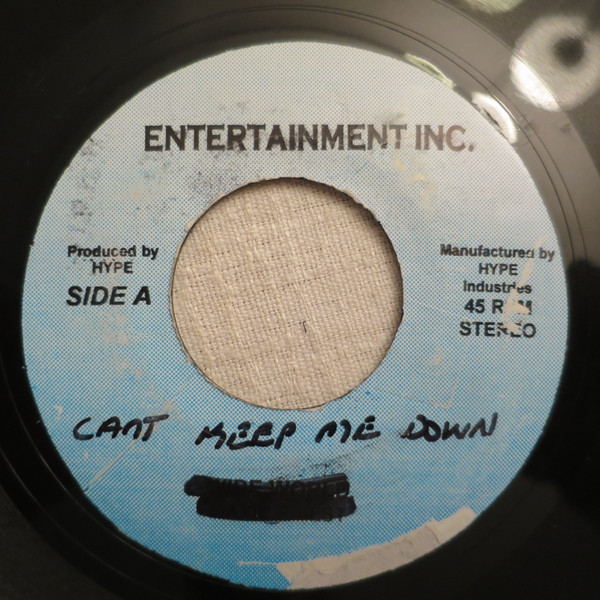 ENTERTAINMENT INC.
Produced by
HYPE
SIDE A
Manufactured by
HYPE
Industries
45 RPM
STEREO
CANT KEEP ME DOWN